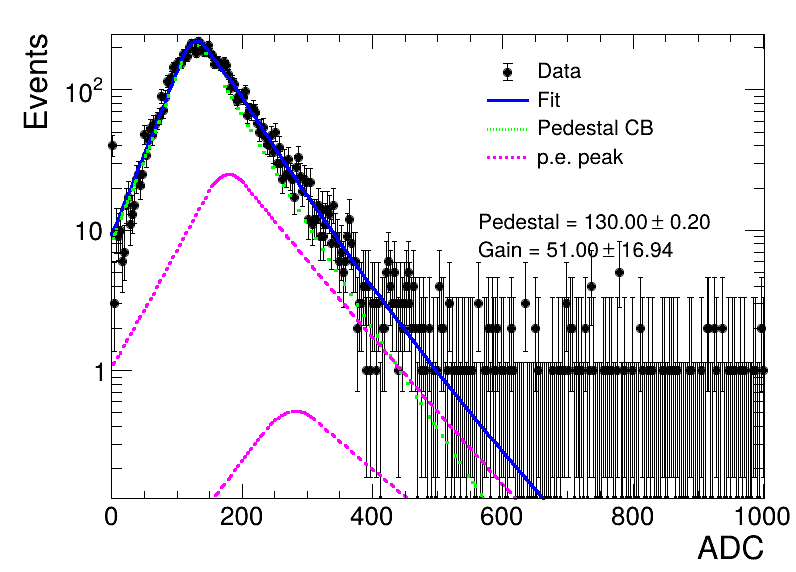 Events
10²
10
1
Data
Fit
Pedestal CB
p.e. peak
Pedestal = 130.00 ± 0.20
Gain = 51.00 ± 16.94
0 200 400 600 800 1000
ADC